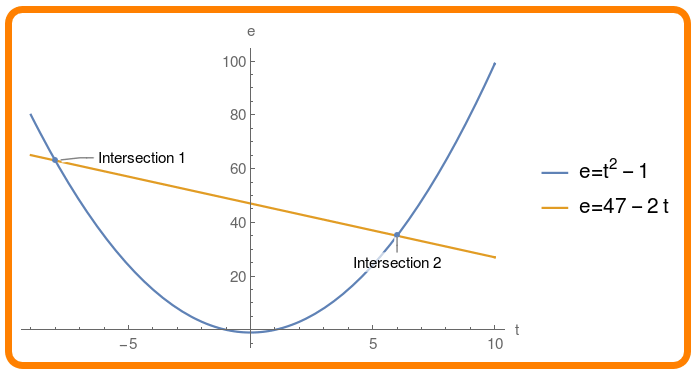 e
100
80
60
40
20
−5
5
10
t
Intersection 1
Intersection 2
e=t² − 1
e=47 − 2 t